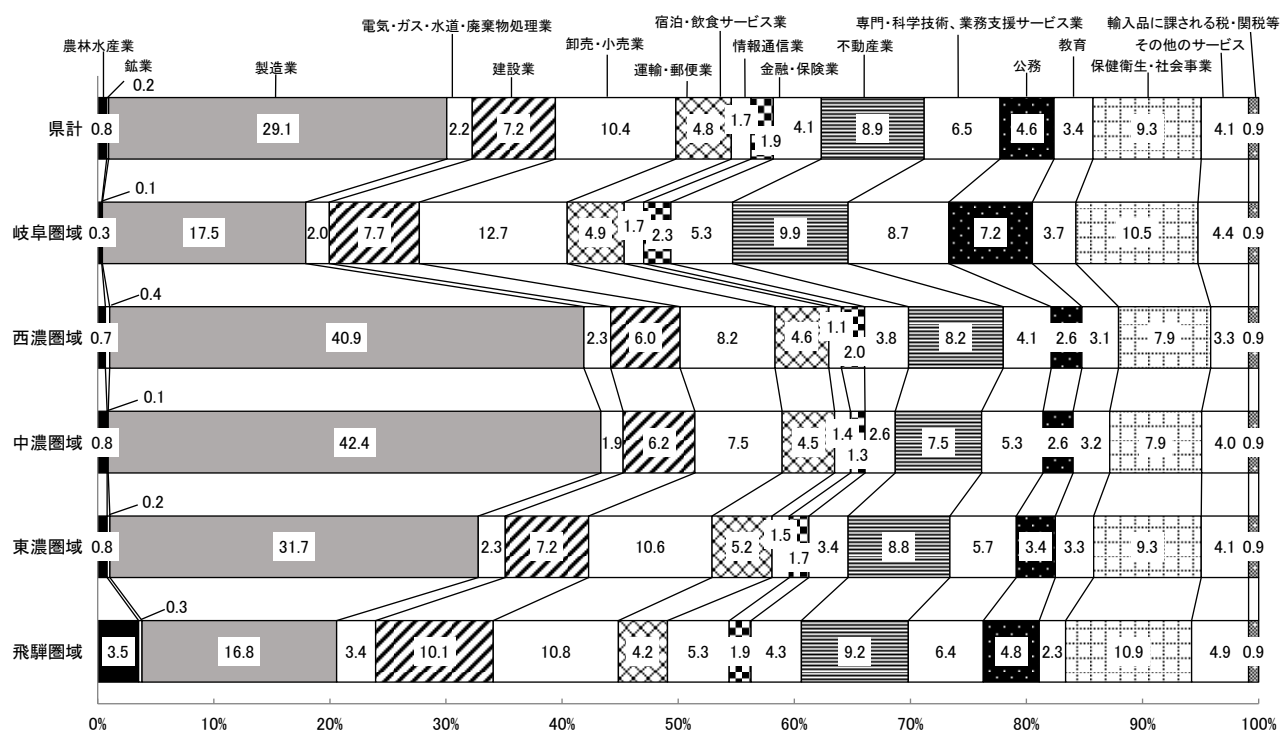 電気・ガス・水道・廃棄物処理業 宿泊・飲食サービス業 専門・科学技術、業務支援サービス業 輸入品に課される税・関税等
農林水産業 卸売・小売業 情報通信業 不動産業 教育 その他のサービス
鉱業 製造業 建設業 運輸・郵便業 金融・保険業 公務 保健衛生・社会事業
0.2
県計 0.8 29.1 2.2 7.2 10.4 4.8 1.7 1.9 4.1 8.9 6.5 4.6 3.4 9.3 4.1 0.9
0.1
岐阜圏域 0.3 17.5 2.0 7.7 12.7 4.9 1.7 2.3 5.3 9.9 8.7 7.2 3.7 10.5 4.4 0.9
0.4
西濃圏域 0.7 40.9 2.3 6.0 8.2 4.6 1.1 2.0 3.8 8.2 4.1 2.6 3.1 7.9 3.3 0.9
0.1
中濃圏域 0.8 42.4 1.9 6.2 7.5 4.5 1.4 1.3 2.6 7.5 5.3 2.6 3.2 7.9 4.0 0.9
0.2
東濃圏域 0.8 31.7 2.3 7.2 10.6 5.2 1.5 1.7 3.4 8.8 5.7 3.4 3.3 9.3 4.1 0.9
0.3
飛騨圏域 3.5 16.8 3.4 10.1 10.8 4.2 5.3 1.9 4.3 9.2 6.4 4.8 2.3 10.9 4.9 0.9
0% 10% 20% 30% 40% 50% 60% 70% 80% 90% 100%